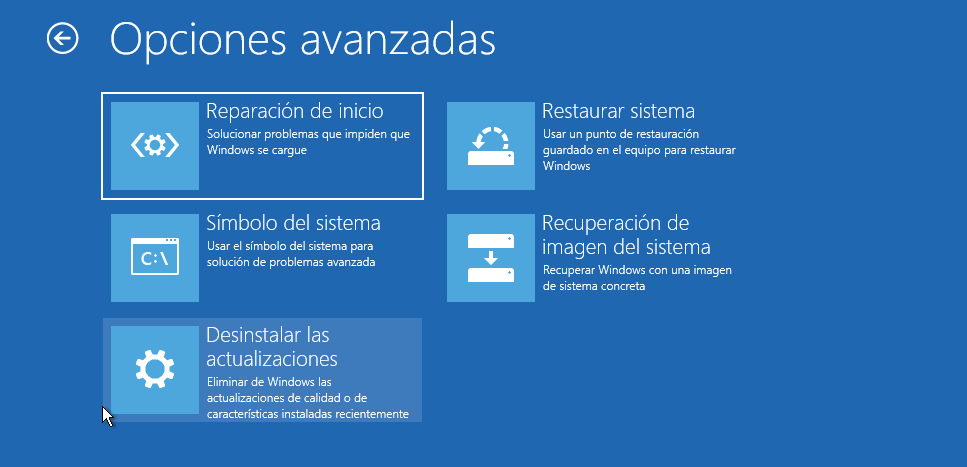 Opciones avanzadas
Reparación de inicio
Solucionar problemas que impiden que
Windows se cargue
Restaurar sistema
Usar un punto de restauración
guardado en el equipo para restaurar
Windows
C:\
Símbolo del sistema
Usar el símbolo del sistema para
solución de problemas avanzada
Recuperación de
imagen del sistema
Recuperar Windows con una imagen
de sistema concreta
Desinstalar las
actualizaciones
Eliminar de Windows las
actualizaciones de calidad o de
características instaladas recientemente